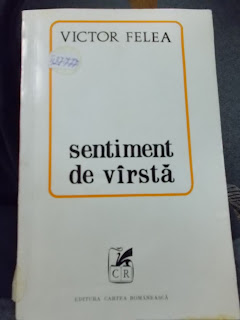 VICTOR FELEA
sentiment
de vîrstă
CR
EDITURA CARTEA ROMÂNEASCĂ